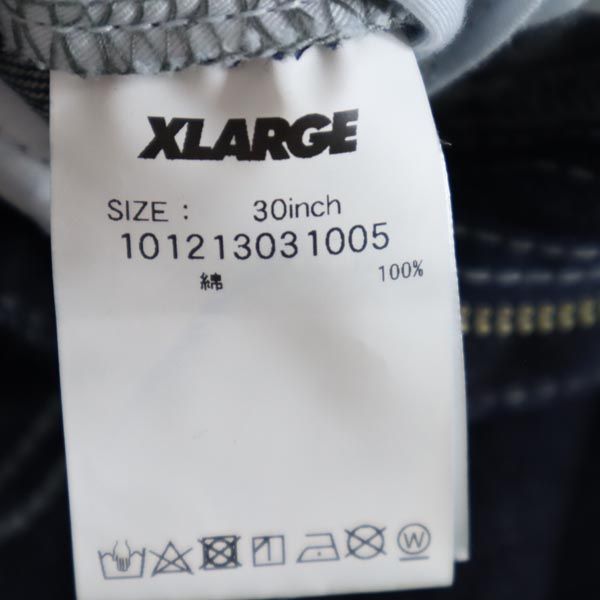 XLARGE
SIZE : 30inch
101213031005
綿 100%
W